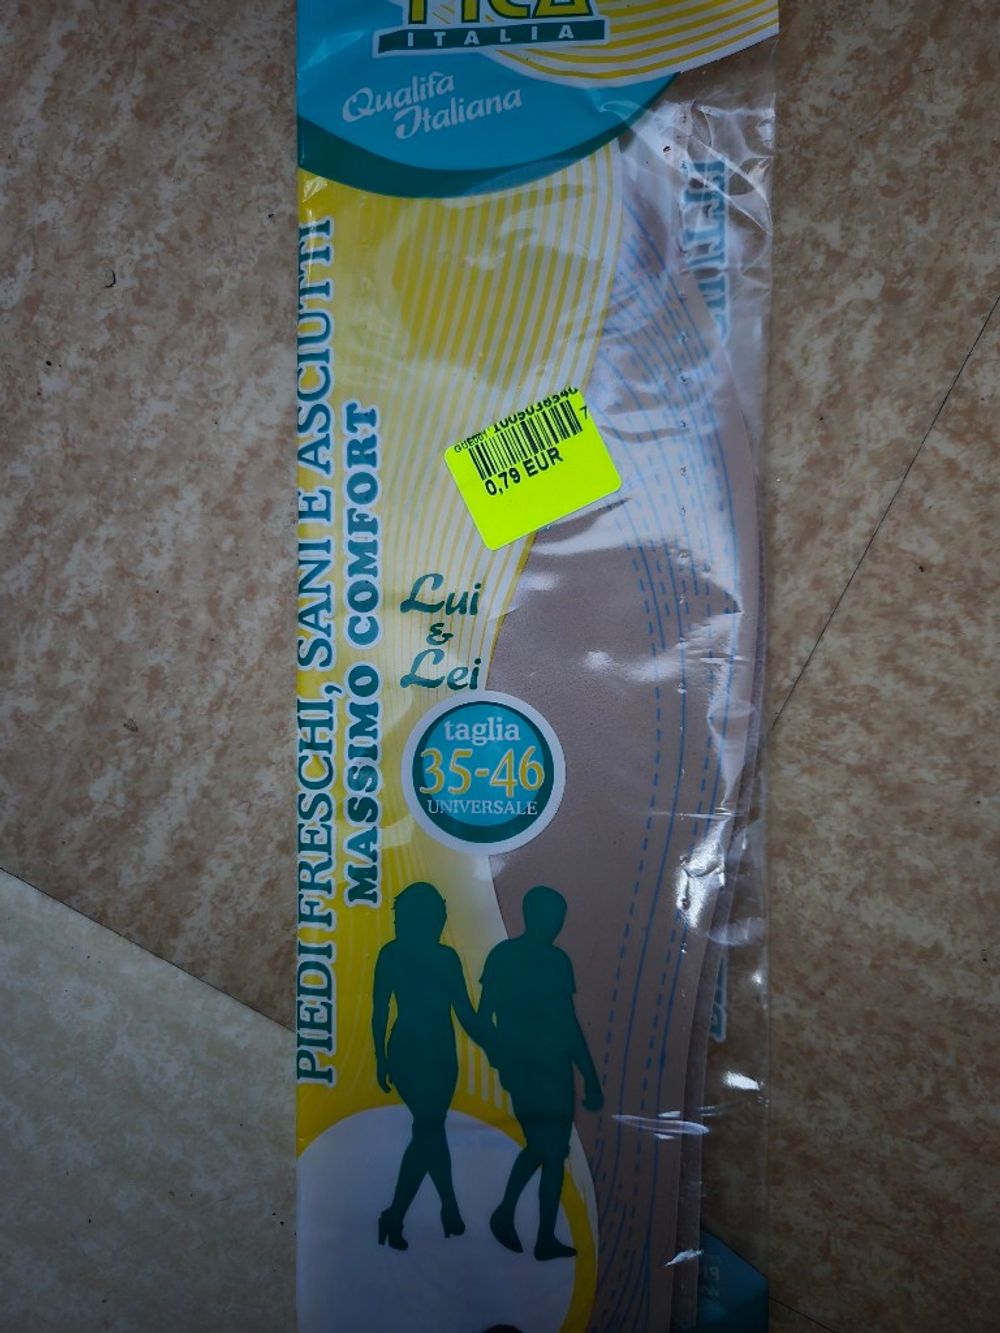 ITALIA
Qualità
Italiana
PIEDI FRESCHI, SANI E ASCIUTTI
MASSIMO COMFORT
0,79 EUR
Lui
&
Lei
taglia
35-46
UNIVERSALE